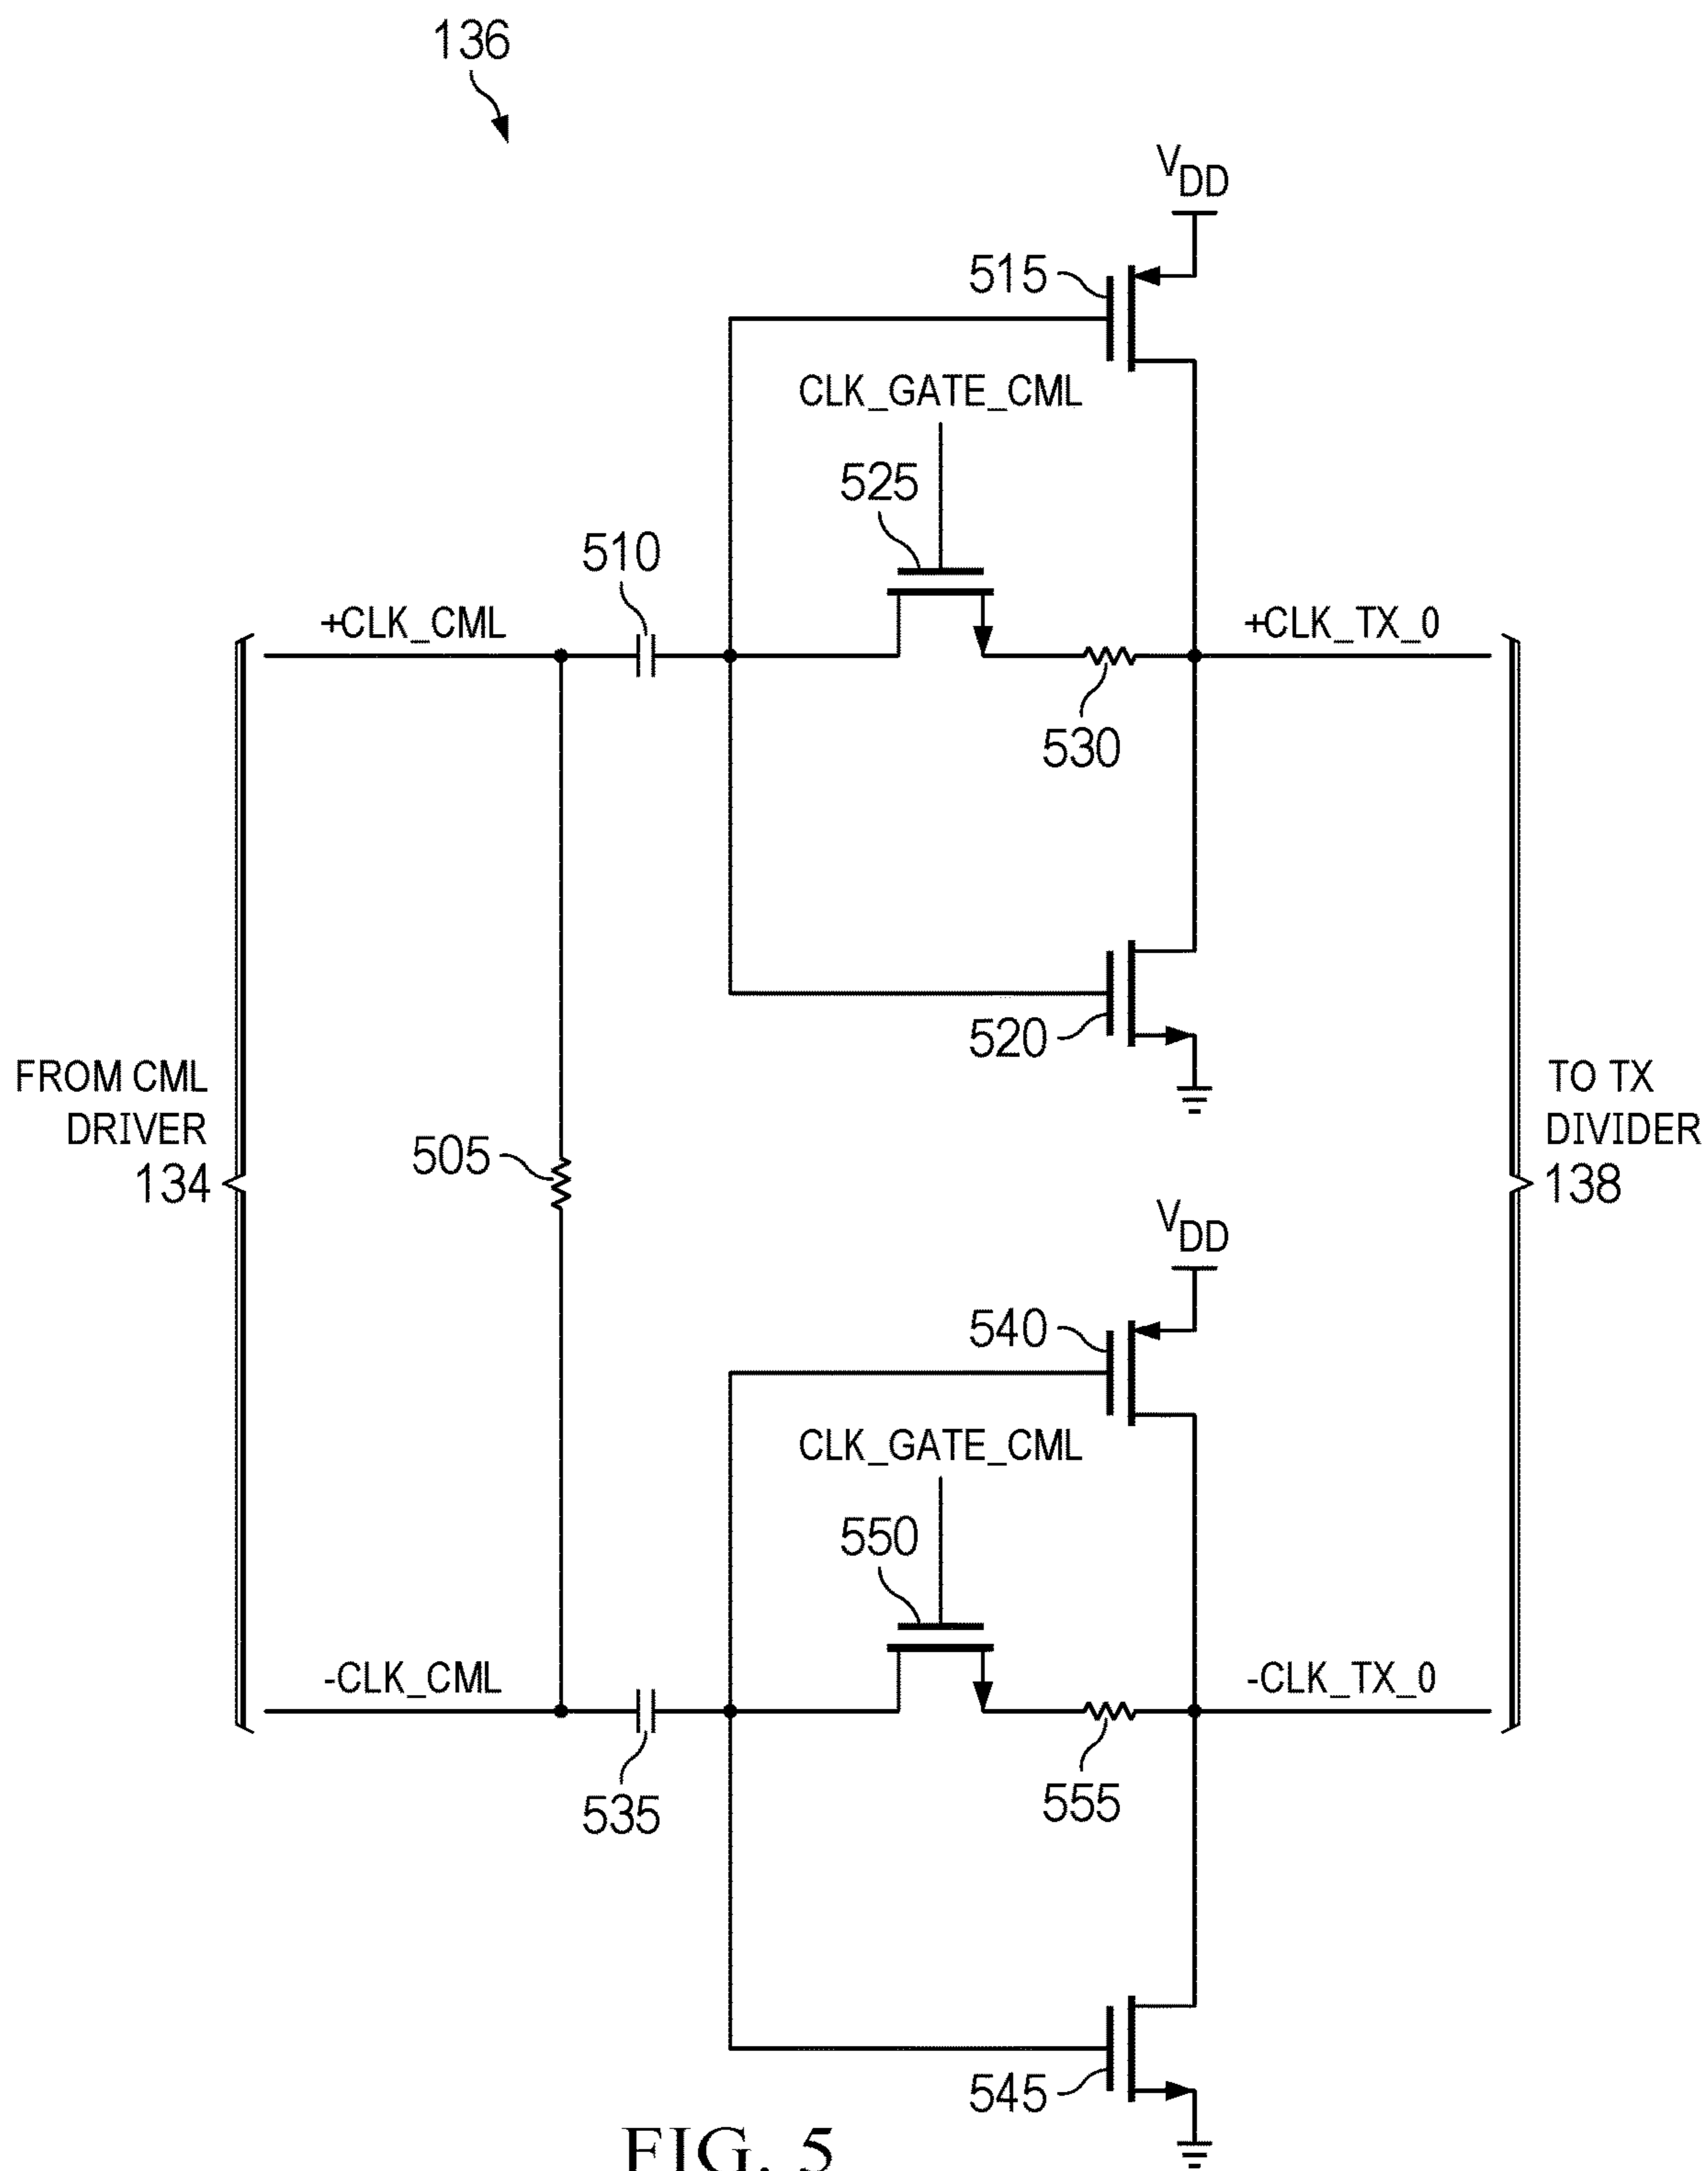 136
VDD
515
CLK_GATE_CML
525
510
+CLK_CML
+CLK_TX_0
530
520
FROM CML
DRIVER
134
505
TO TX
DIVIDER
138
VDD
540
CLK_GATE_CML
550
-CLK_CML
-CLK_TX_0
535
555
545
FIG. 5